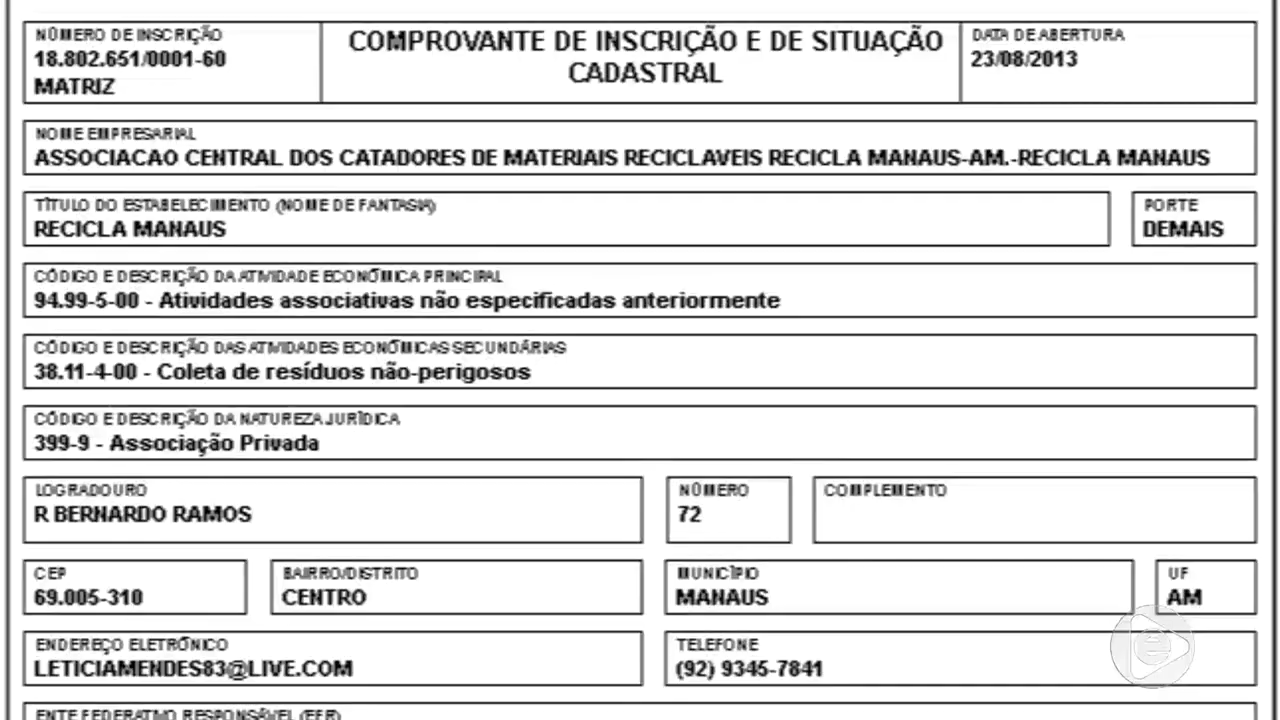 NÚMERO DE INSCRIÇÃO
18.802.651/0001-60
MATRIZ
COMPROVANTE DE INSCRIÇÃO E DE SITUAÇÃO
CADASTRAL
DATA DE ABERTURA
23/08/2013
NOME EMPRESARIAL
ASSOCIACAO CENTRAL DOS CATADORES DE MATERIAIS RECICLAVEIS RECICLA MANAUS-AM.-RECICLA MANAUS
TÍTULO DO ESTABELECIMENTO (NOME DE FANTASIA)
RECICLA MANAUS
PORTE
DEMAIS
CÓDIGO E DESCRIÇÃO DA ATIVIDADE ECONÔMICA PRINCIPAL
94.99-5-00 - Atividades associativas não especificadas anteriormente
CÓDIGO E DESCRIÇÃO DAS ATIVIDADES ECONÔMICAS SECUNDÁRIAS
38.11-4-00 - Coleta de resíduos não-perigosos
CÓDIGO E DESCRIÇÃO DA NATUREZA JURÍDICA
399-9 - Associação Privada
LOGRADOURO
R BERNARDO RAMOS
NÚMERO
72
COMPLEMENTO
CEP
69.005-310
BAIRRO/DISTRITO
CENTRO
MUNICÍPIO
MANAUS
UF
AM
ENDEREÇO ELETRÔNICO
LETICIAMENDES83@LIVE.COM
TELEFONE
(92) 9345-7841
ENTE FEDERATIVO RESPONSÁVEL (EFR)